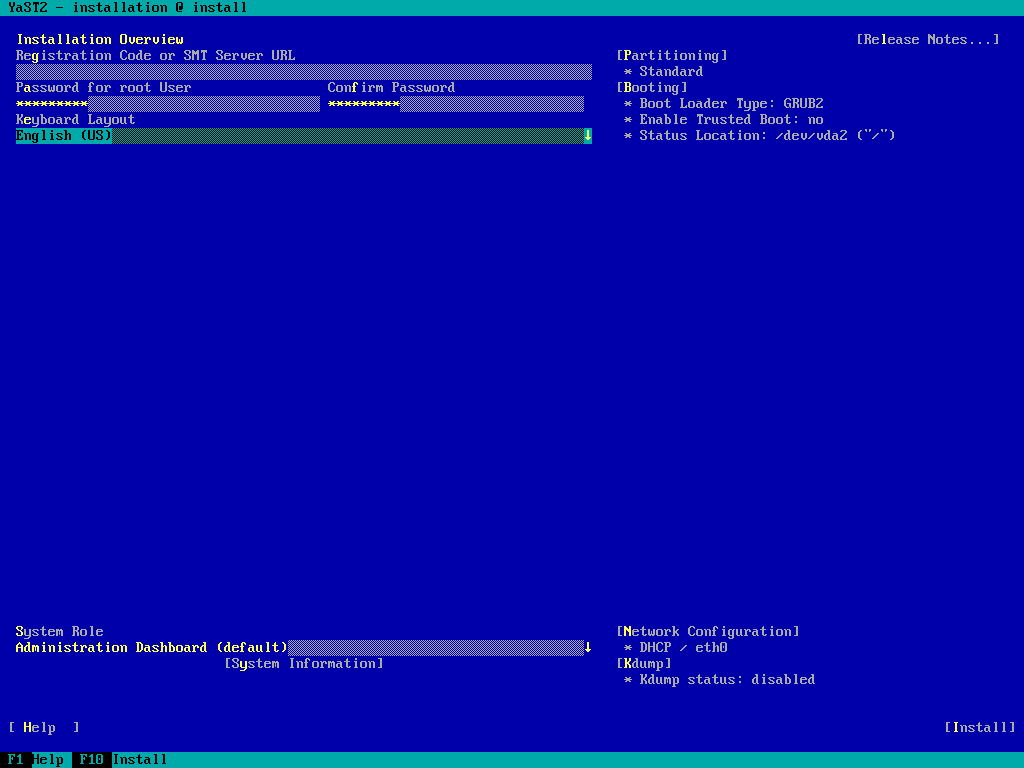 YaST2 - installation @ install
Installation Overview [Release Notes...]
Registration Code or SMT Server URL [Partitioning]
* Standard
Password for root User Confirm Password [Booting]
********* ********* * Boot Loader Type: GRUB2
Keyboard Layout * Enable Trusted Boot: no
English (US) ↓ * Status Location: /dev/vda2 ("/")
System Role [Network Configuration]
Administration Dashboard (default) ↓ * DHCP / eth0
[System Information] [Kdump]
* Kdump status: disabled
[ Help ] [Install]
F1 Help F10 Install